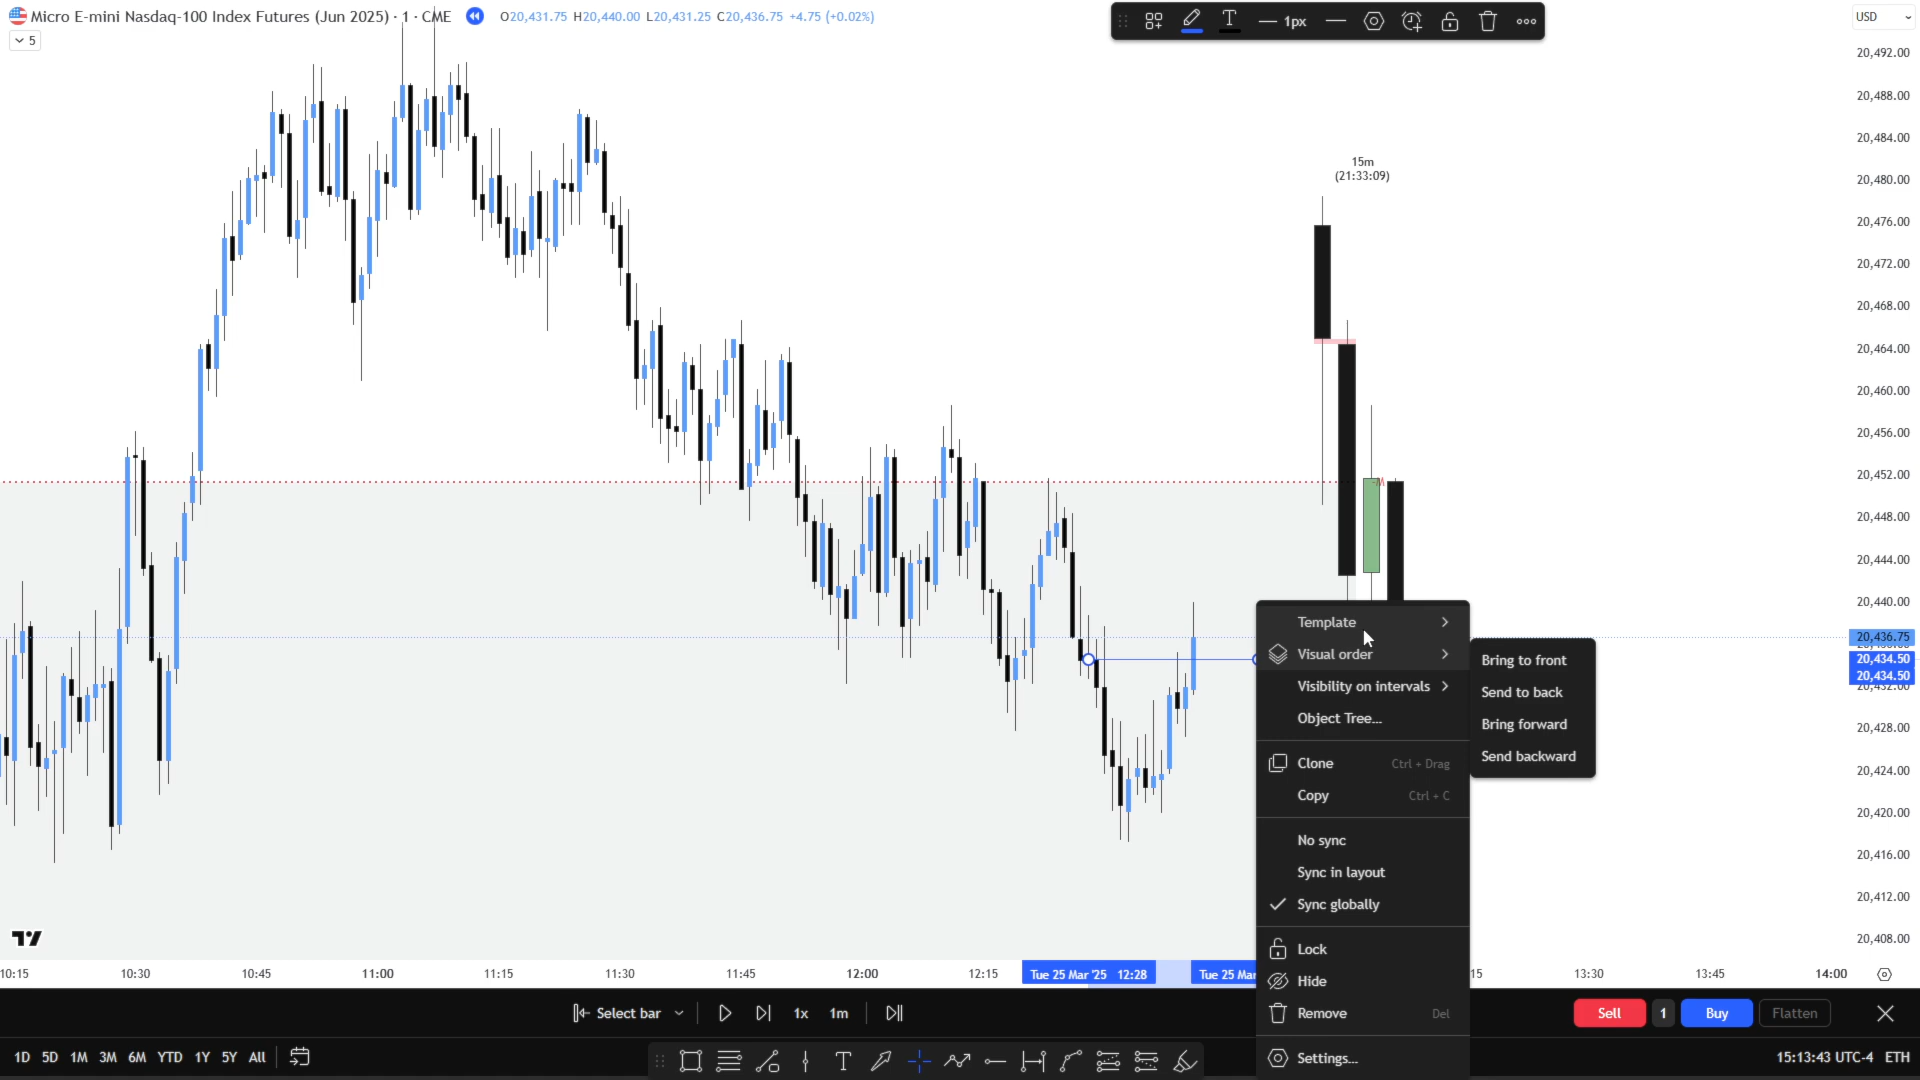 Micro E-mini Nasdaq-100 Index Futures (Jun 2025) · 1 · CME O20,431.75 H20,440.00 L20,431.25 C20,436.75 +4.75 (+0.02%)
5
1px
USD
20,492.00
20,488.00
20,484.00
20,480.00
20,476.00
20,472.00
20,468.00
20,464.00
20,460.00
20,456.00
20,452.00
20,448.00
20,444.00
20,440.00
20,436.75
20,434.50
20,434.50
20,428.00
20,424.00
20,420.00
20,416.00
20,412.00
20,408.00
15m
(21:33:09)
Template
Visual order
Visibility on intervals
Object Tree...
Clone Ctrl + Drag
Copy Ctrl + C
No sync
Sync in layout
Sync globally
Lock
Hide
Remove Del
Settings...
Bring to front
Send to back
Bring forward
Send backward
10:15 10:30 10:45 11:00 11:15 11:30 11:45 12:00 12:15 Tue 25 Mar '25 12:28 Tue 25 Mar 13:30 13:45 14:00
Select bar 1x 1m Sell 1 Buy Flatten
1D 5D 1M 3M 6M YTD 1Y 5Y All 15:13:43 UTC-4 ETH